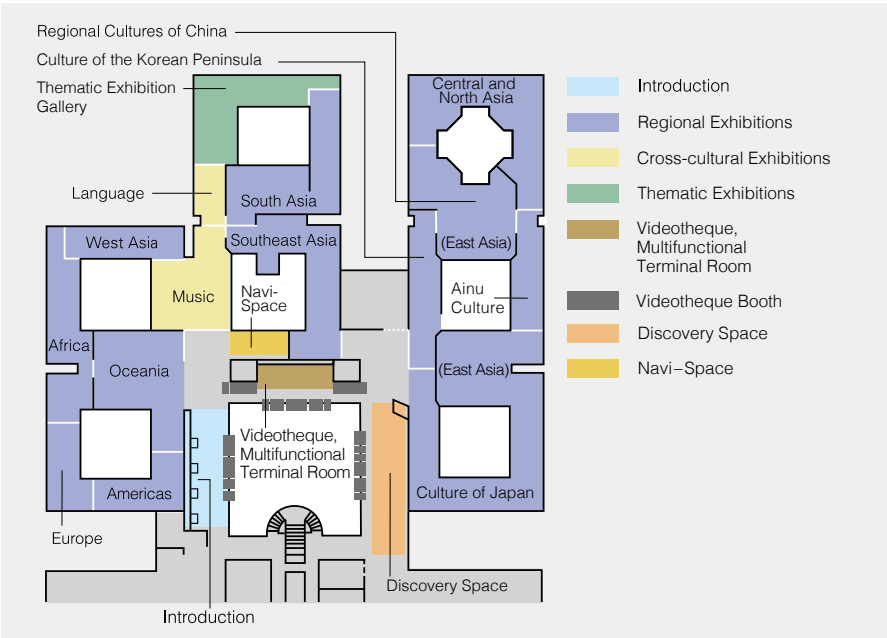 Regional Cultures of China
Culture of the Korean Peninsula
Thematic Exhibition
Gallery
Language
West Asia
South Asia
Southeast Asia
Music
Navi-
Space
Africa
Oceania
Americas
Europe
Introduction
Videotheque,
Multifunctional
Terminal Room
Central and
North Asia
(East Asia)
Ainu
Culture
(East Asia)
Culture of Japan
Discovery Space
Introduction
Regional Exhibitions
Cross-cultural Exhibitions
Thematic Exhibitions
Videotheque,
Multifunctional
Terminal Room
Videotheque Booth
Discovery Space
Navi–Space